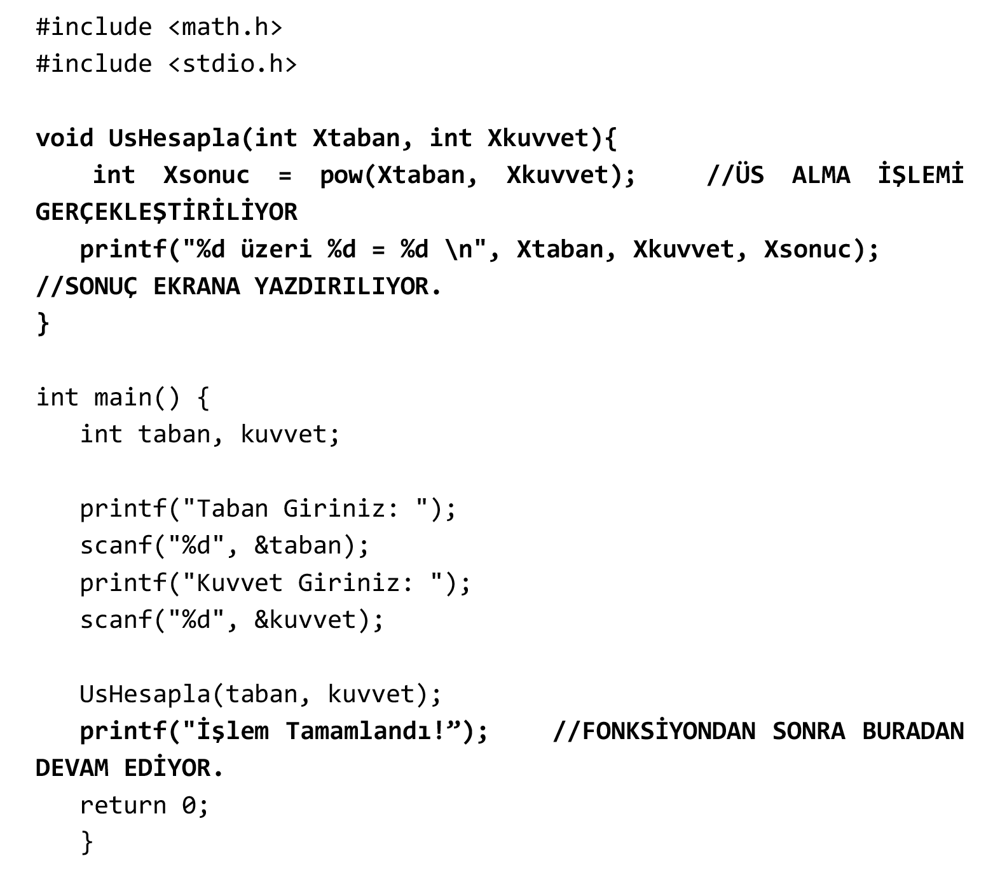 #include <math.h>
#include <stdio.h>
void UsHesapla(int Xtaban, int Xkuvvet){
int Xsonuc = pow(Xtaban, Xkuvvet); //ÜS ALMA İŞLEMİ
GERÇEKLEŞTİRİLİYOR
printf("%d üzeri %d = %d \n", Xtaban, Xkuvvet, Xsonuc);
//SONUÇ EKRANA YAZDIRILIYOR.
}
int main() {
int taban, kuvvet;
printf("Taban Giriniz: ");
scanf("%d", &taban);
printf("Kuvvet Giriniz: ");
scanf("%d", &kuvvet);
UsHesapla(taban, kuvvet);
printf("İşlem Tamamlandı!”); //FONKSİYONDAN SONRA BURADAN
DEVAM EDİYOR.
return 0;
}